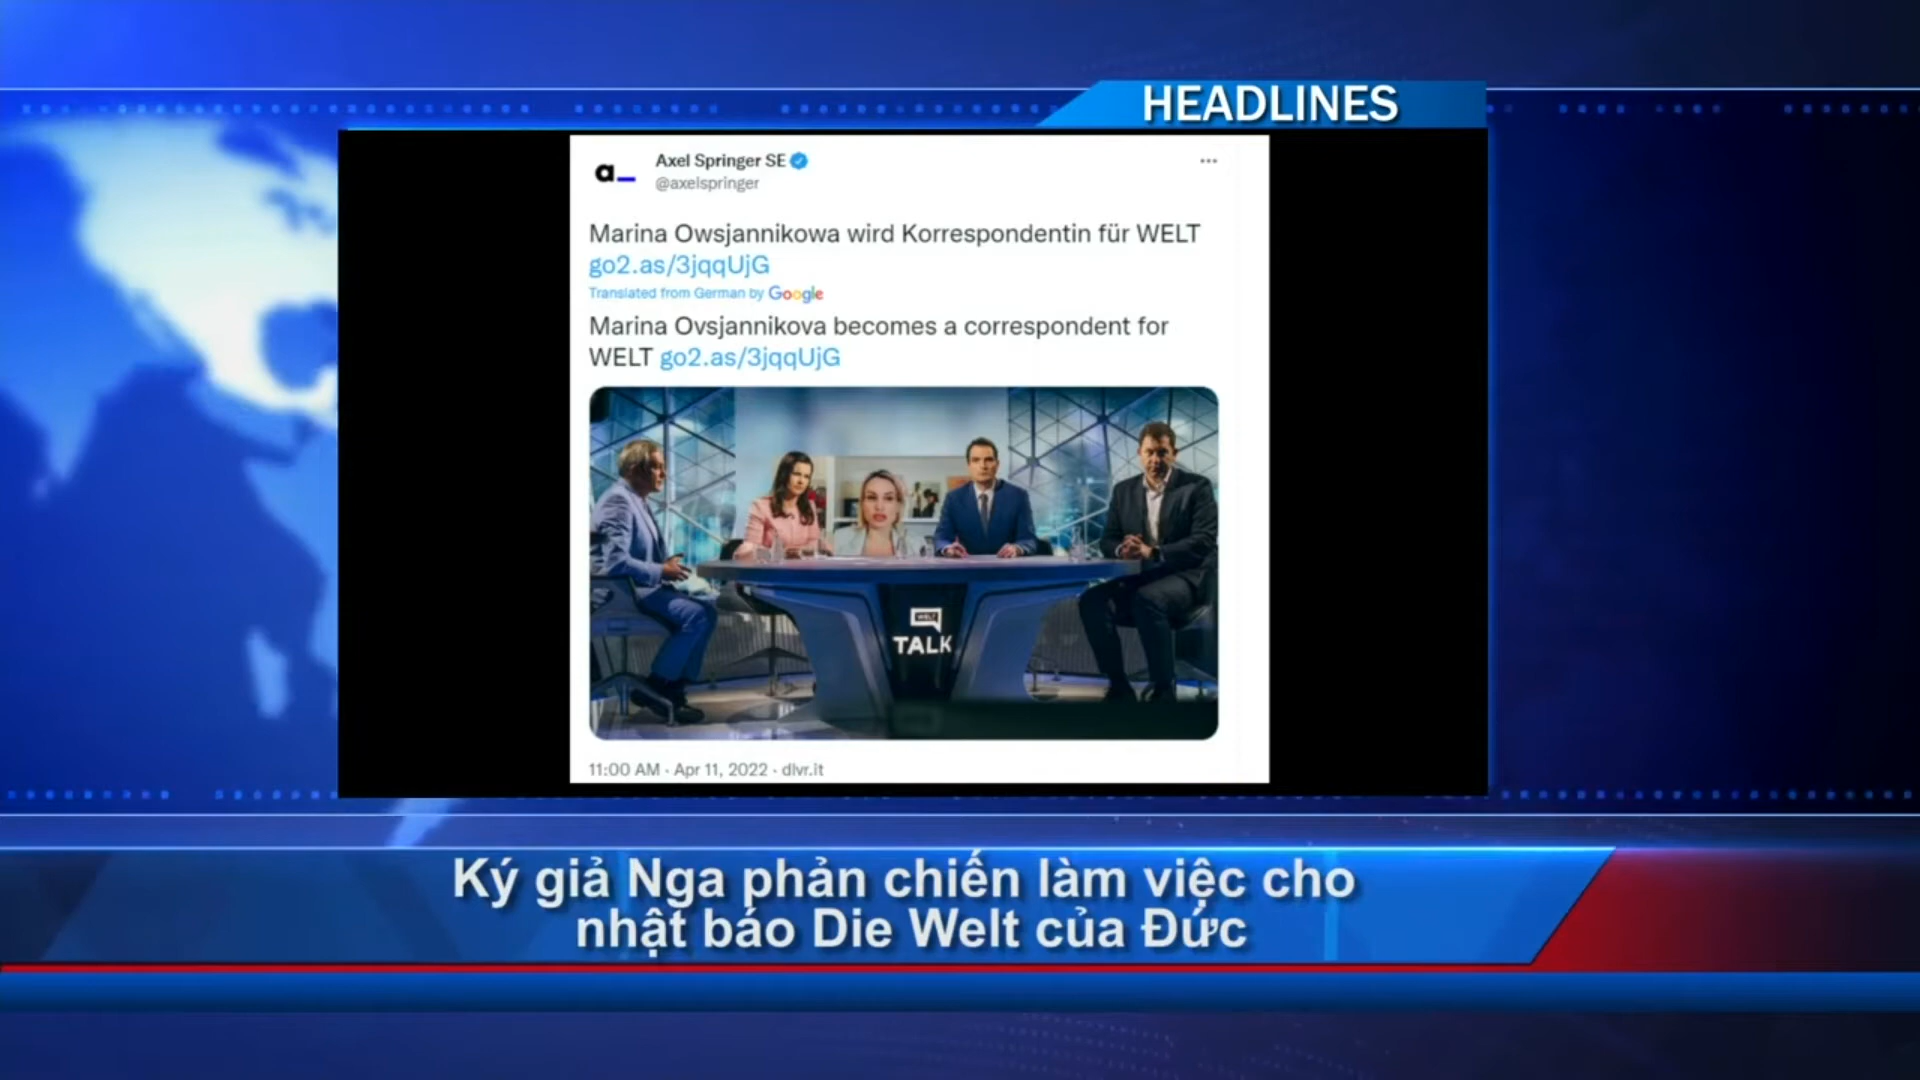 HEADLINES
a_
Axel Springer SE
@axelspringer
Marina Owsjannikowa wird Korrespondentin für WELT
go2.as/3jqqUjG
Translated from German by Google
Marina Ovsjannikova becomes a correspondent for
WELT go2.as/3jqqUjG
WELT
TALK
11:00 AM · Apr 11, 2022 · dlvr.it
Ký giả Nga phản chiến làm việc cho
nhật báo Die Welt của Đức